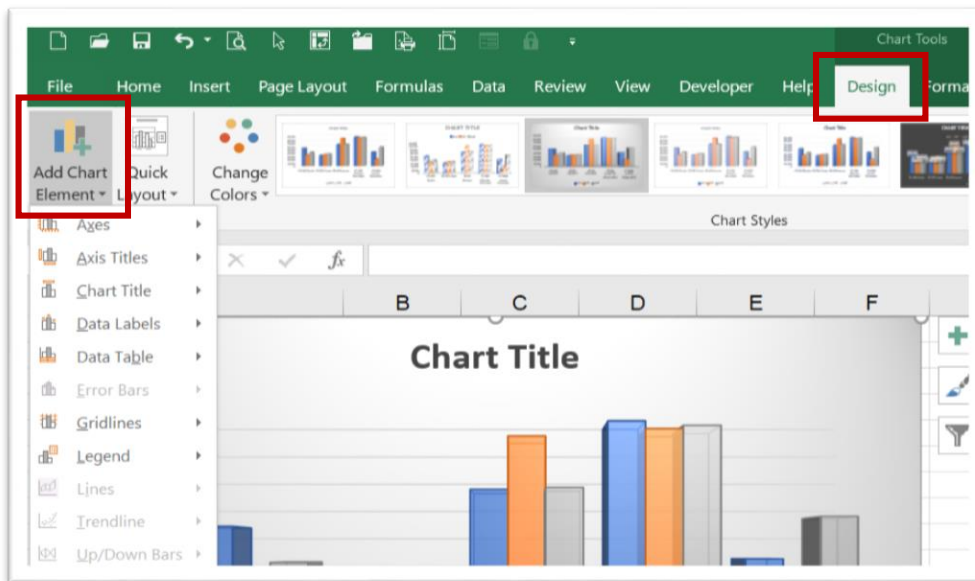 Chart Tools
File Home Insert Page Layout Formulas Data Review View Developer Help Design Forma
Add Chart Element
Quick Layout
Change Colors
Chart Styles
Axes
Axis Titles
Chart Title
Data Labels
Data Table
Error Bars
Gridlines
Legend
Lines
Trendline
Up/Down Bars
fx
B C D E F
Chart Title